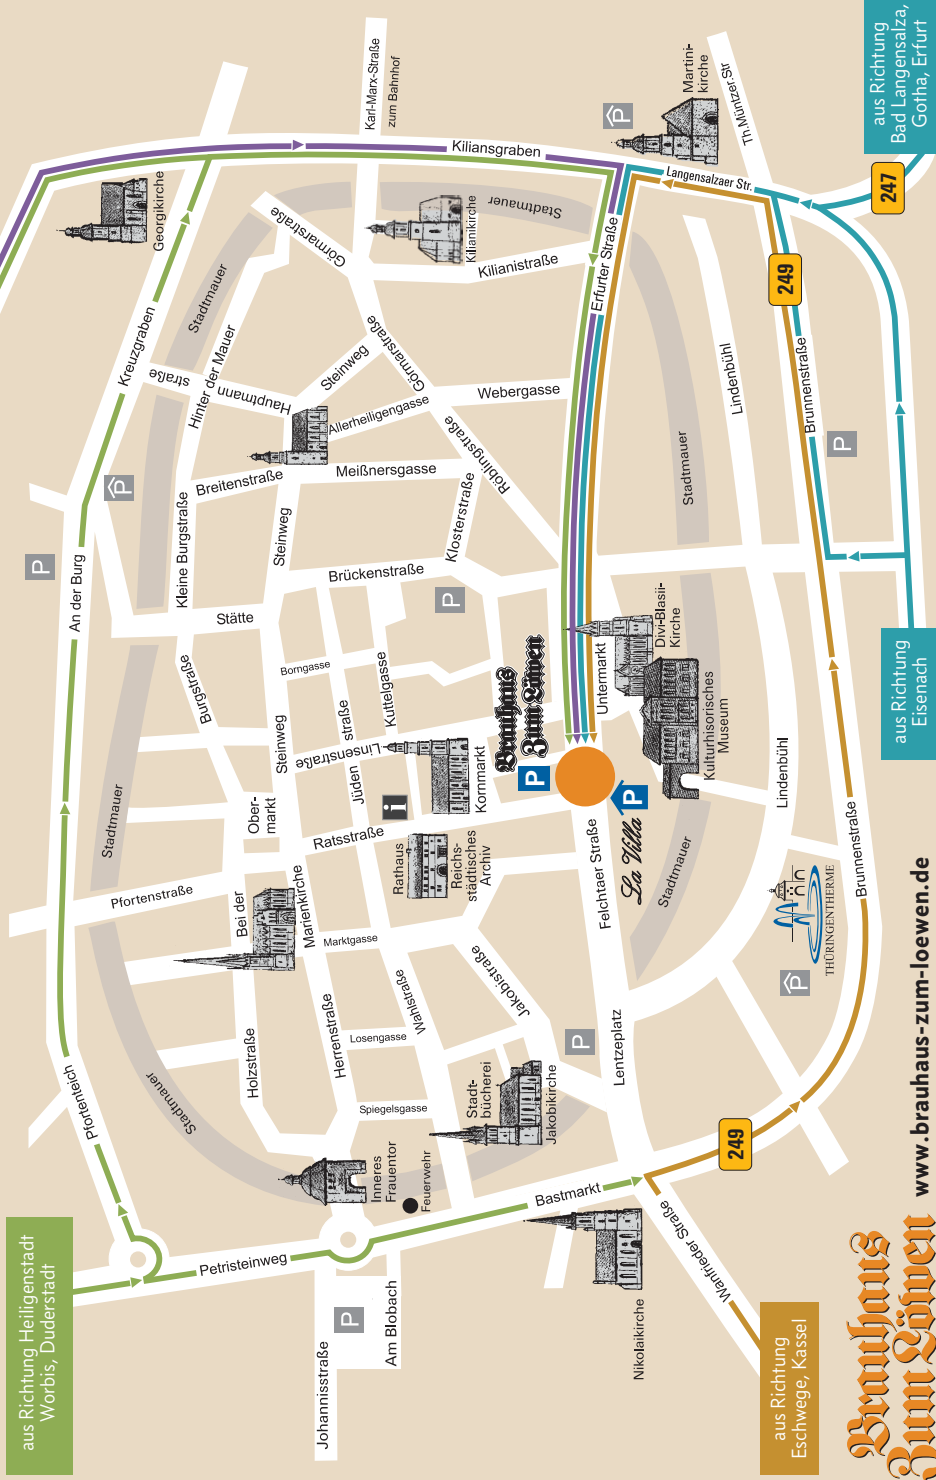 aus Richtung Heiligenstadt
Worbis, Duderstadt
Pfortenteich
An der Burg
Kreuzgraben
Georgikirche
Kiliansgraben
Karl-Marx-Straße
zum Bahnhof
P
P
Stadtmauer
Stadtmauer
Stadtmauer
Stadtmauer
Pfortenstraße
Burgstraße
Kleine Burgstraße
Hinter der Mauer
Hauptmann
straße
Görmarstraße
Kilianikirche
Kilianistraße
Görmarstraße
Steinweg
Allerheiligengasse
Webergasse
Breitenstraße
Meißnersgasse
Röblingstraße
Stätte
Steinweg
Klosterstraße
Brückenstraße
P
Borngasse
Kuttelgasse
Jüden
straße
Linsenstraße
Steinweg
Ober-
markt
Ratsstraße
i
Kornmarkt
Rathaus
Reichs-
städtisches
Archiv
Bei der
Marienkirche
Marktgasse
Holzstraße
Herrenstraße
Losengasse
Wahlstraße
Jakobistraße
Spiegelsgasse
Stadt-
bücherei
Jakobikirche
Inneres
Frauentor
Feuerwehr
Petristeinweg
Johannisstraße
P
Am Blobach
Bastmarkt
Nikolaikirche
Wanfrieder Straße
aus Richtung
Eschwege, Kassel
249
Lentzeplatz
P
Felchtaer Straße
La Villa
P
P
Brauhaus
Zum Löwen
Untermarkt
Divi-Blasii-
Kirche
Kulturhisorisches
Museum
Stadtmauer
Stadtmauer
Erfurter Straße
Langensalzaer Str.
P
Martini-
kirche
Th.Müntzer.Str
Lindenbühl
Lindenbühl
Brunnenstraße
Brunnenstraße
P
249
247
THÜRINGENTHERME
P
aus Richtung
Bad Langensalza,
Gotha, Erfurt
aus Richtung
Eisenach
Brauhaus
Zum Löwen
www.brauhaus-zum-loewen.de